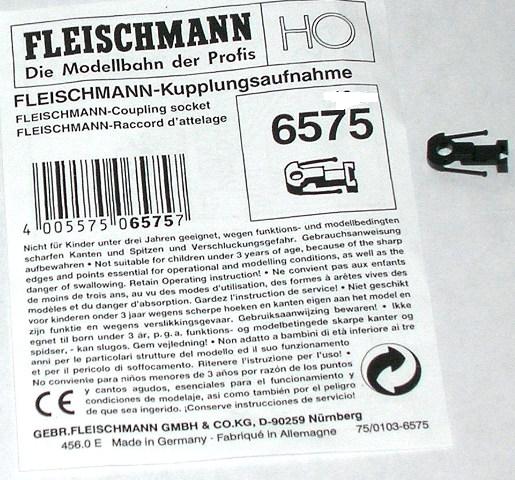 FLEISCHMANN HO
Die Modellbahn der Profis
FLEISCHMANN-Kupplungsaufnahme
FLEISCHMANN-Coupling socket
FLEISCHMANN-Raccord d'attelage
6575
4 005575 065757
Nicht für Kinder unter drei Jahren geeignet, wegen funktions- und modellbedingten
scharfen Kanten und Spitzen und Verschluckungsgefahr. Gebrauchsanweisung
aufbewahren • Not suitable for children under 3 years of age, because of the sharp
edges and points essential for operational and modelling conditions, as well as the
danger of swallowing. Retain Operating instruction! • Ne convient pas aux enfants
de moins de trois ans, au vu des modes d'utilisation, des formes à arêtes vives des
modèles et du danger d'absorption. Gardez l'instruction de service! • Niet geschikt
voor kinderen onder 3 jaar wegens scherpe hoeken en kanten eigen aan het model en
zijn funktie en wegens verslikkingsgevaar. Gebruiksaanwijzing bewaren! • Ikke
egnet til born under 3 år, p. g. a. funktions- og modelbetingede skarpe kanter og
spidser, - kan slugos. Gem vejledning! • Non adatto a bambini di età inferiore ai tre
anni per le particolari strutture del modello ed il suo funzionamento
et per il pericolo di soffocamento. Ritenere l'istruzione per l'uso! •
No conveniente para niños menores de 3 años por razón de los puntos
y cantos agudos, esenciales para el funcionamiento y
condiciones de modelaje, asi como también por el peligro
de que sea ingerido. ¡Conserve instrucciones de servicio!
CE
GEBR.FLEISCHMANN GMBH & CO.KG, D-90259 Nürnberg
456.0 E Made in Germany - Fabriqué in Allemagne 75/0103-6575